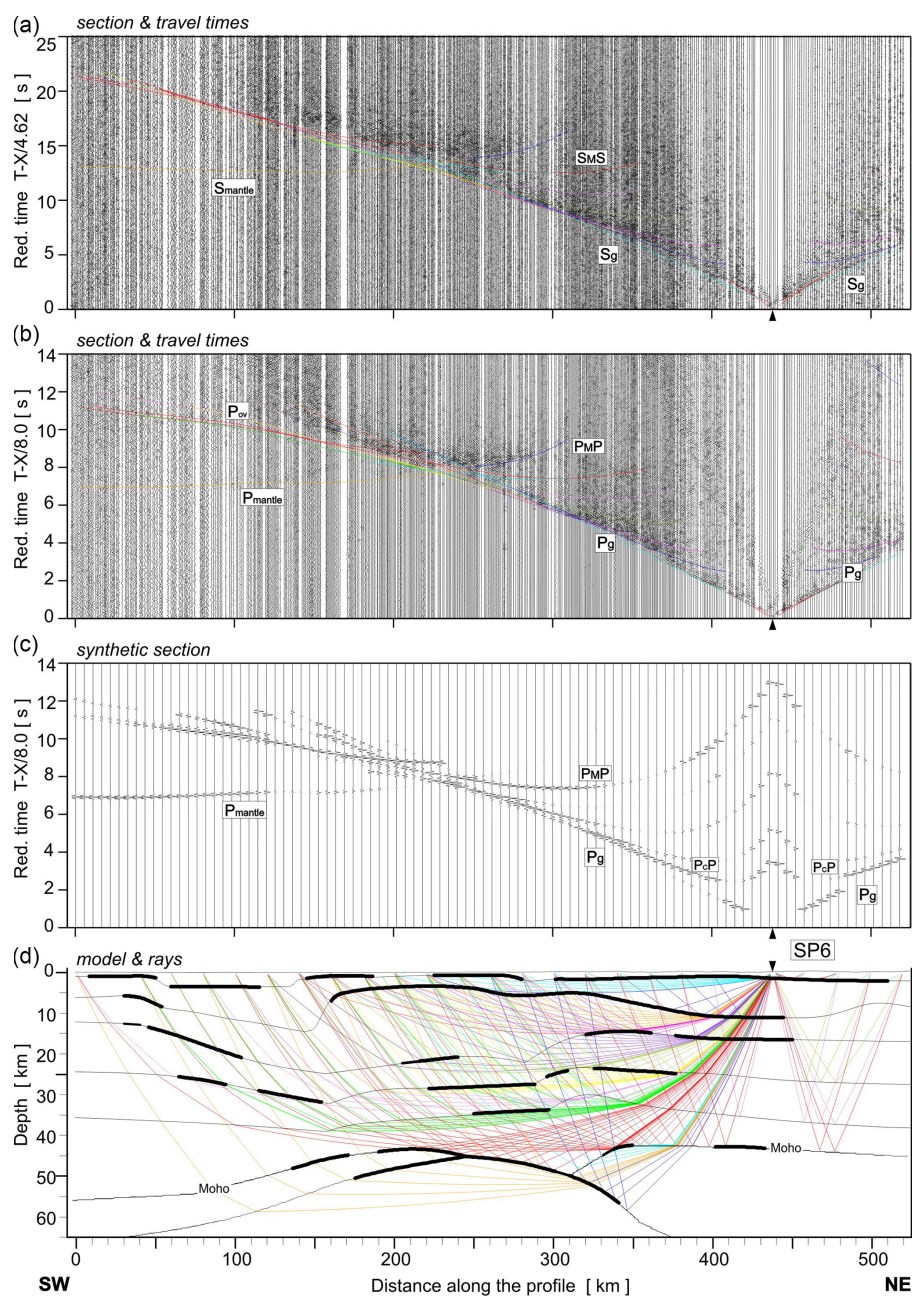 (a) section & travel times
25
20
15
10
5
0
Red. time T-X/4.62 [ s ]
Smantle
SMS
Sg
Sg
(b) section & travel times
14
12
10
8
6
4
2
0
Red. time T-X/8.0 [ s ]
Pov
Pmantle
PMP
Pg
Pg
(c) synthetic section
14
12
10
8
6
4
2
0
Red. time T-X/8.0 [ s ]
Pmantle
PMP
Pg
PcP
PcP
Pg
(d) model & rays
SP6
0
10
20
30
40
50
60
Depth [ km ]
Moho
Moho
0 100 200 300 400 500
SW Distance along the profile [ km ] NE